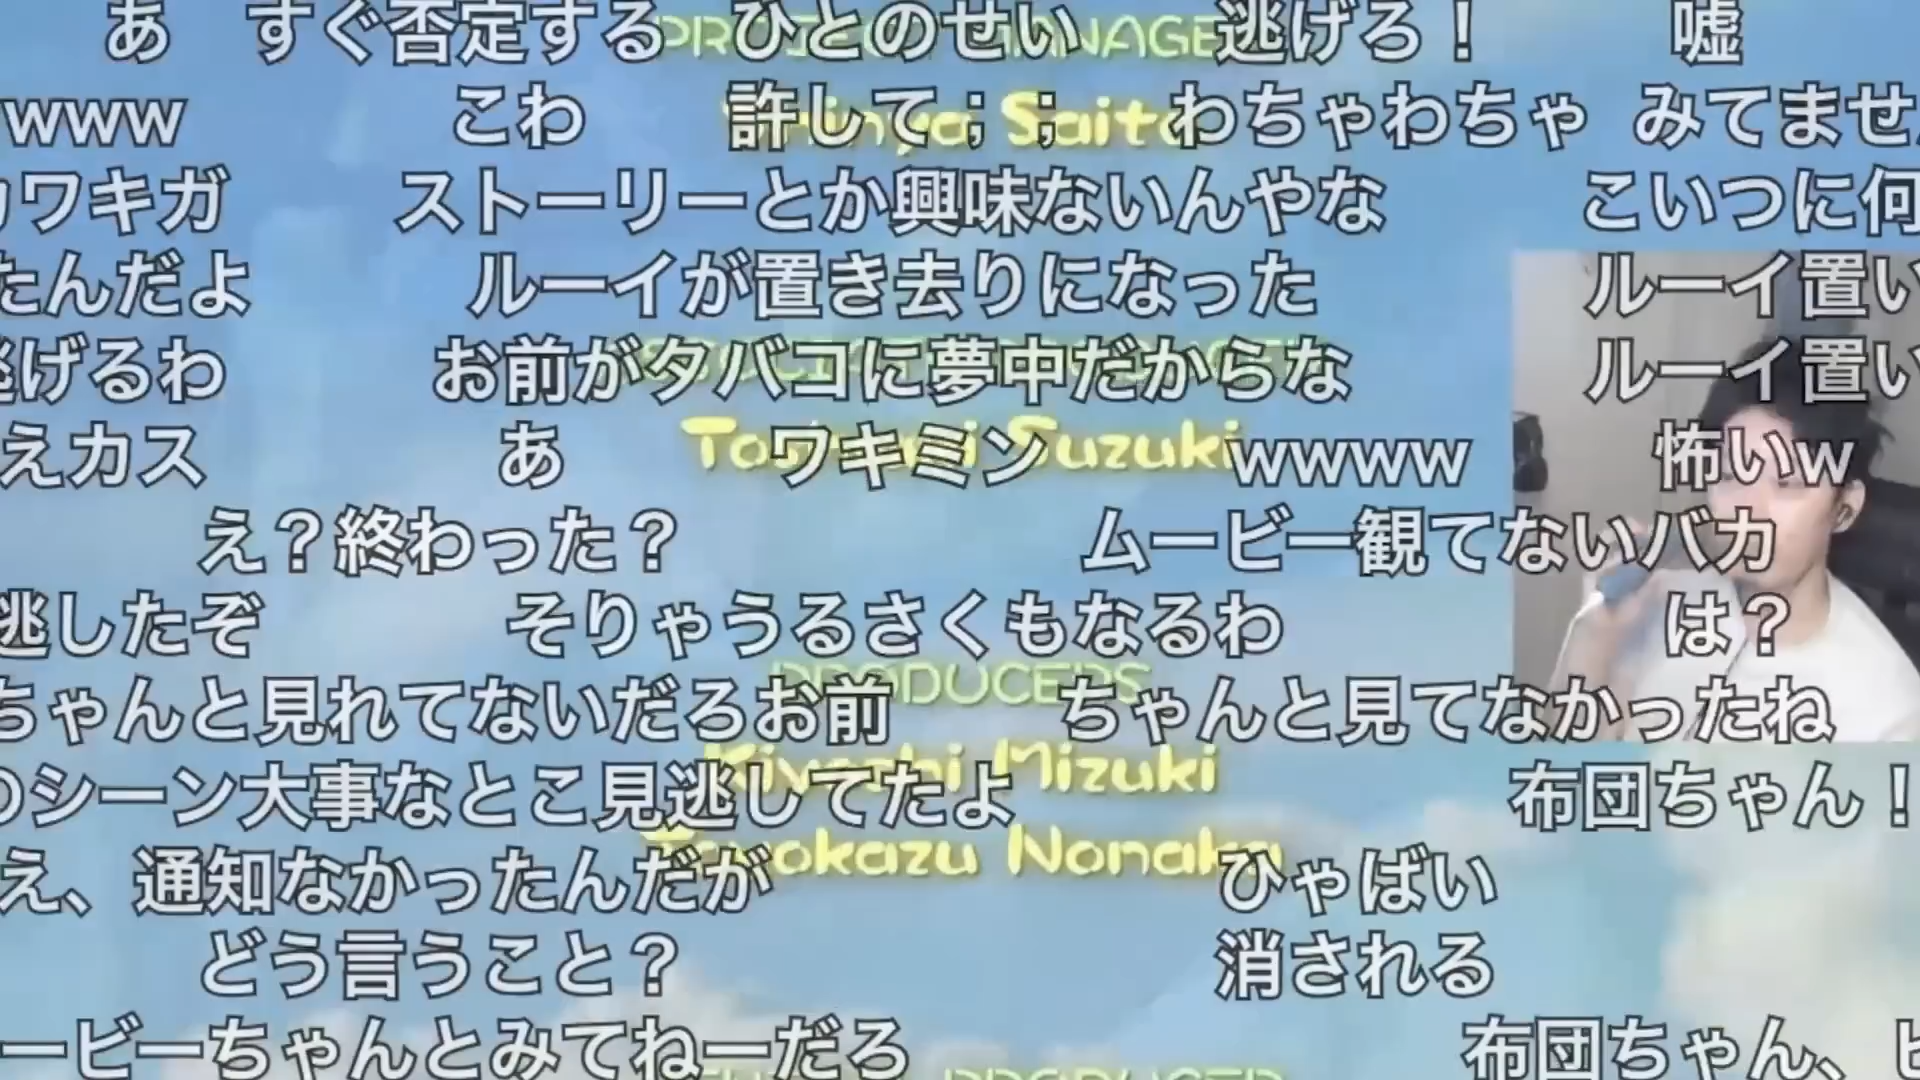 あ すぐ否定する ひとのせい 逃げろ！ 嘘
www こわ 許して；； わちゃわちゃ みてませ
ワキガ ストーリーとか興味ないんやな こいつに何
たんだよ ルーイが置き去りになった ルーイ置い
逃げるわ お前がタバコに夢中だからな ルーイ置い
えカス あ ワキミン wwww 怖いw
Suzuki
え？終わった？ ムービー観てないバカ
逃したぞ そりゃうるさくもなるわ は？
PRODUCERS
ちゃんと見れてないだろお前 ちゃんと見てなかったね
Mizuki
のシーン大事なとこ見逃してたよ 布団ちゃん！
Nonaka
え、通知なかったんだが ひゃばい
どう言うこと？ 消される
ービーちゃんとみてねーだろ 布団ちゃん、